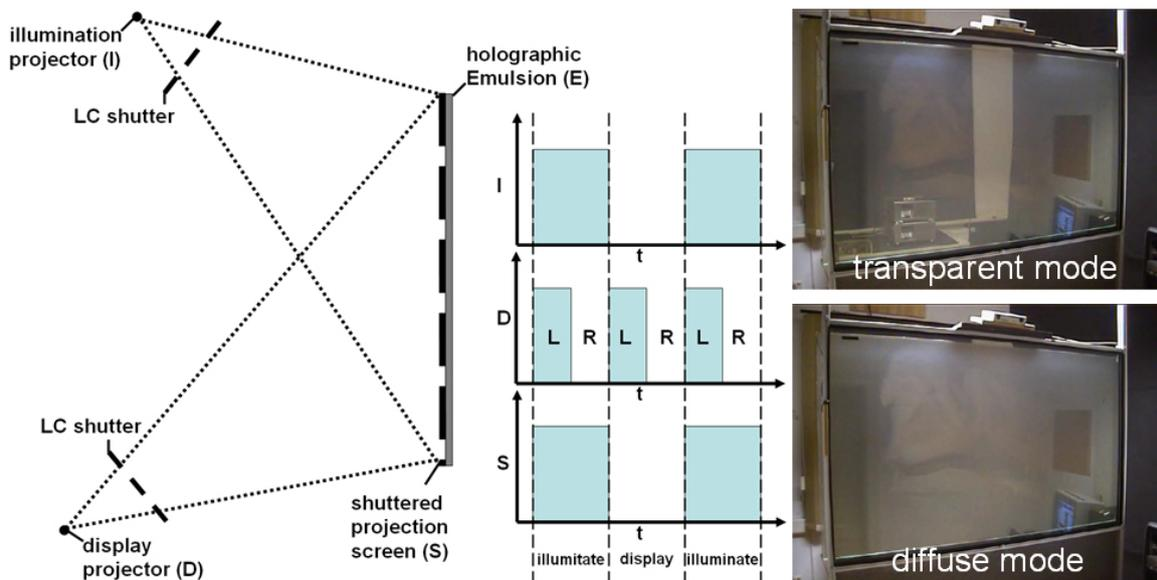 illumination
projector (I)
LC shutter
holographic
Emulsion (E)
LC shutter
display
projector (D)
shuttered
projection
screen (S)
I
t
D
L R L R L R
t
S
t
illumitate display illuminate
transparent mode
diffuse mode